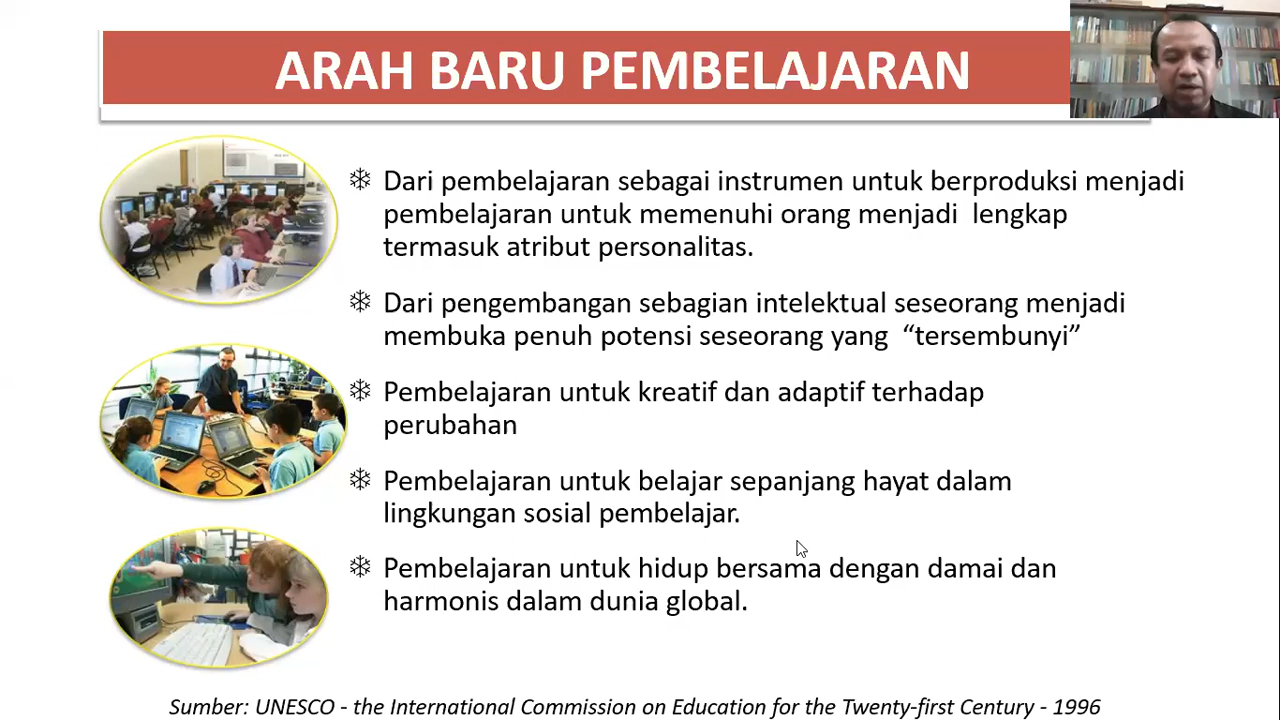 ARAH BARU PEMBELAJARAN
Dari pembelajaran sebagai instrumen untuk berproduksi menjadi
pembelajaran untuk memenuhi orang menjadi lengkap
termasuk atribut personalitas.
Dari pengembangan sebagian intelektual seseorang menjadi
membuka penuh potensi seseorang yang “tersembunyi”
Pembelajaran untuk kreatif dan adaptif terhadap
perubahan
Pembelajaran untuk belajar sepanjang hayat dalam
lingkungan sosial pembelajar.
Pembelajaran untuk hidup bersama dengan damai dan
harmonis dalam dunia global.
Sumber: UNESCO - the International Commission on Education for the Twenty-first Century - 1996